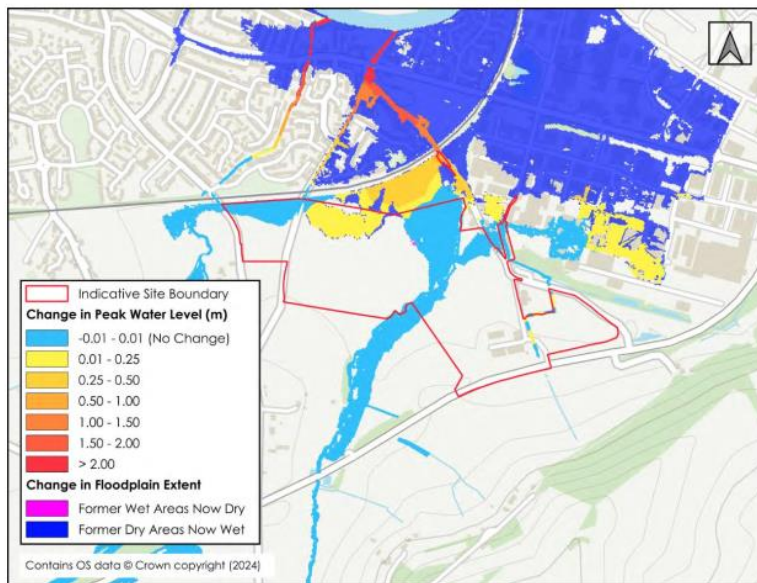 Indicative Site Boundary
Change in Peak Water Level (m)
-0.01 - 0.01 (No Change)
0.01 - 0.25
0.25 - 0.50
0.50 - 1.00
1.00 - 1.50
1.50 - 2.00
> 2.00
Change in Floodplain Extent
Former Wet Areas Now Dry
Former Dry Areas Now Wet
Contains OS data © Crown copyright (2024)